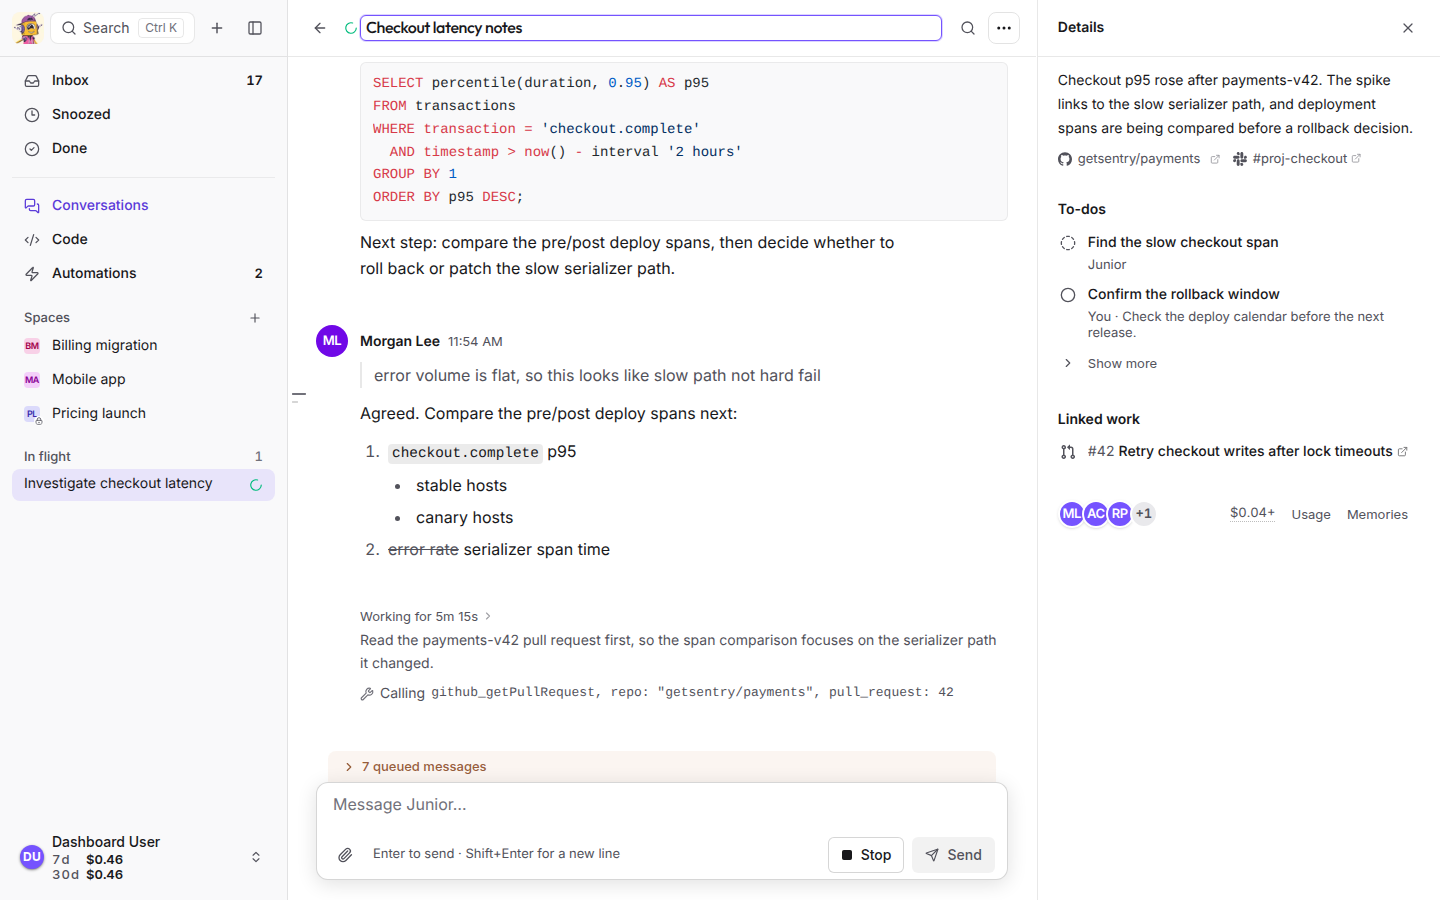 Search Ctrl K
Inbox 17
Snoozed
Done
Conversations
Code
Automations 2
Spaces
BM Billing migration
MA Mobile app
PL Pricing launch
In flight 1
Investigate checkout latency
DU Dashboard User
7d $0.46
30d $0.46
Checkout latency notes
SELECT percentile(duration, 0.95) AS p95
FROM transactions
WHERE transaction = 'checkout.complete'
AND timestamp > now() - interval '2 hours'
GROUP BY 1
ORDER BY p95 DESC;
Next step: compare the pre/post deploy spans, then decide whether to
roll back or patch the slow serializer path.
ML Morgan Lee 11:54 AM
error volume is flat, so this looks like slow path not hard fail
Agreed. Compare the pre/post deploy spans next:
1. checkout.complete p95
• stable hosts
• canary hosts
2. error rate serializer span time
Working for 5m 15s
Read the payments-v42 pull request first, so the span comparison focuses on the serializer path
it changed.
Calling github_getPullRequest, repo: "getsentry/payments", pull_request: 42
7 queued messages
Message Junior...
Enter to send · Shift+Enter for a new line
Stop
Send
Details
Checkout p95 rose after payments-v42. The spike
links to the slow serializer path, and deployment
spans are being compared before a rollback decision.
getsentry/payments #proj-checkout
To-dos
Find the slow checkout span
Junior
Confirm the rollback window
You · Check the deploy calendar before the next
release.
Show more
Linked work
#42 Retry checkout writes after lock timeouts
ML AC RP +1 $0.04+ Usage Memories